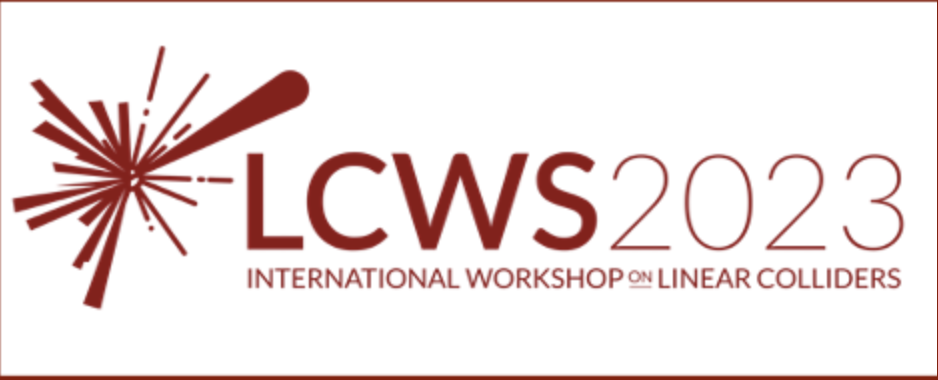 LCWS2023
INTERNATIONAL WORKSHOP ON LINEAR COLLIDERS